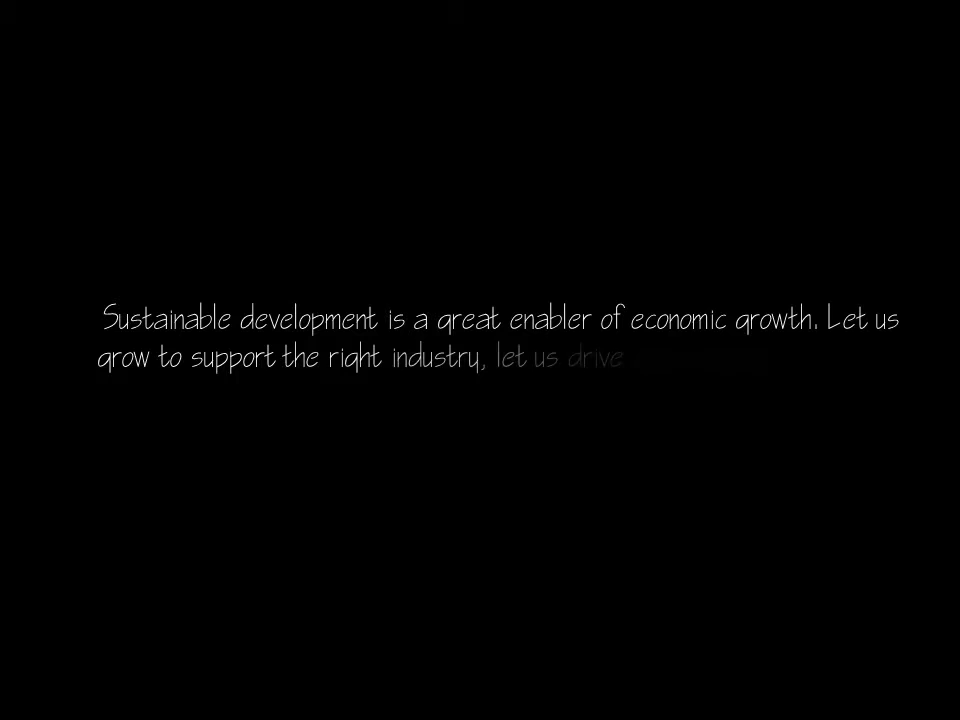 Sustainable development is a great enabler of economic growth. Let us
grow to support the right industry, let us drive